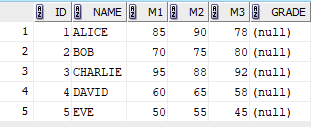 ID NAME M1 M2 M3 GRADE
1 1 ALICE 85 90 78 (null)
2 2 BOB 70 75 80 (null)
3 3 CHARLIE 95 88 92 (null)
4 4 DAVID 60 65 58 (null)
5 5 EVE 50 55 45 (null)